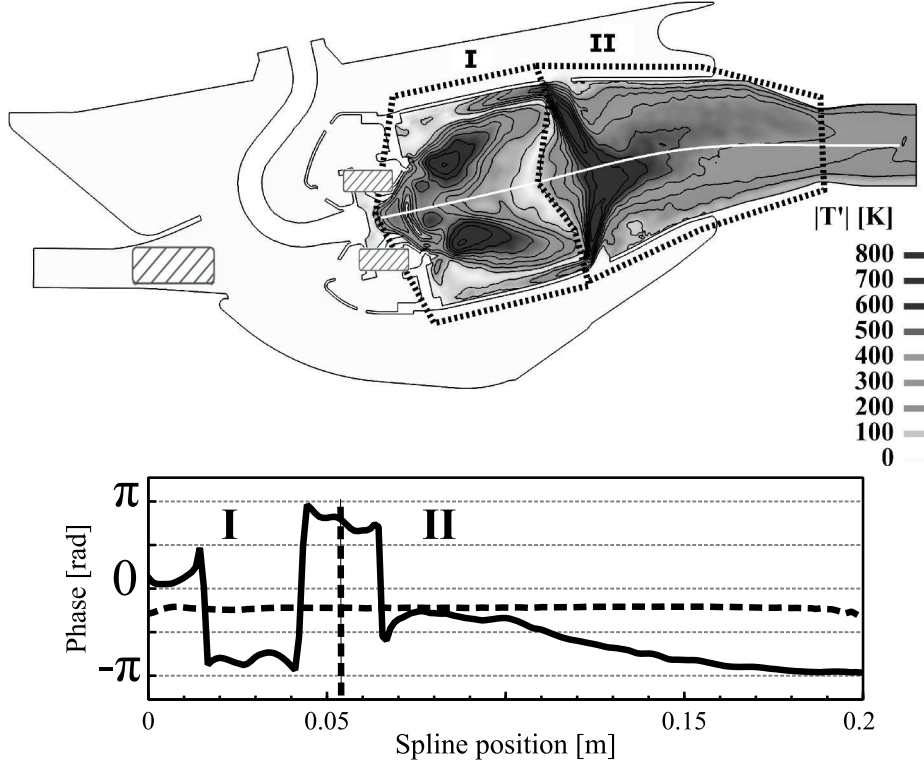 I II
|T'| [K]
800
700
600
500
400
300
200
100
0
π
0
-π
Phase [rad]
I II
0 0.05 0.15 0.2
Spline position [m]